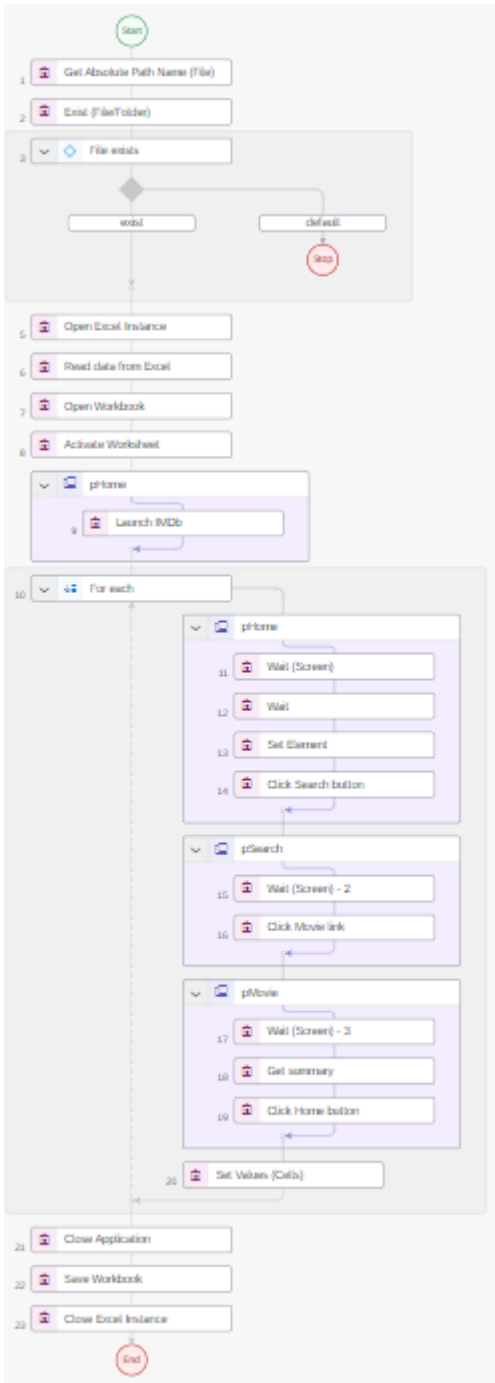 Start
1 Get Absolute Path Name (File)
2 Exist (File/Folder)
3 File exists
exist default
Stop
5 Open Excel Instance
6 Read data from Excel
7 Open Workbook
8 Activate Worksheet
pHome
9 Launch IMDb
10 For each
pHome
11 Wait (Screen)
12 Wait
13 Set Element
14 Click Search button
pSearch
15 Wait (Screen) - 2
16 Click Movie link
pMovie
17 Wait (Screen) - 3
18 Get summary
19 Click Home button
20 Set Values (Cells)
21 Close Application
22 Save Workbook
23 Close Excel Instance
End